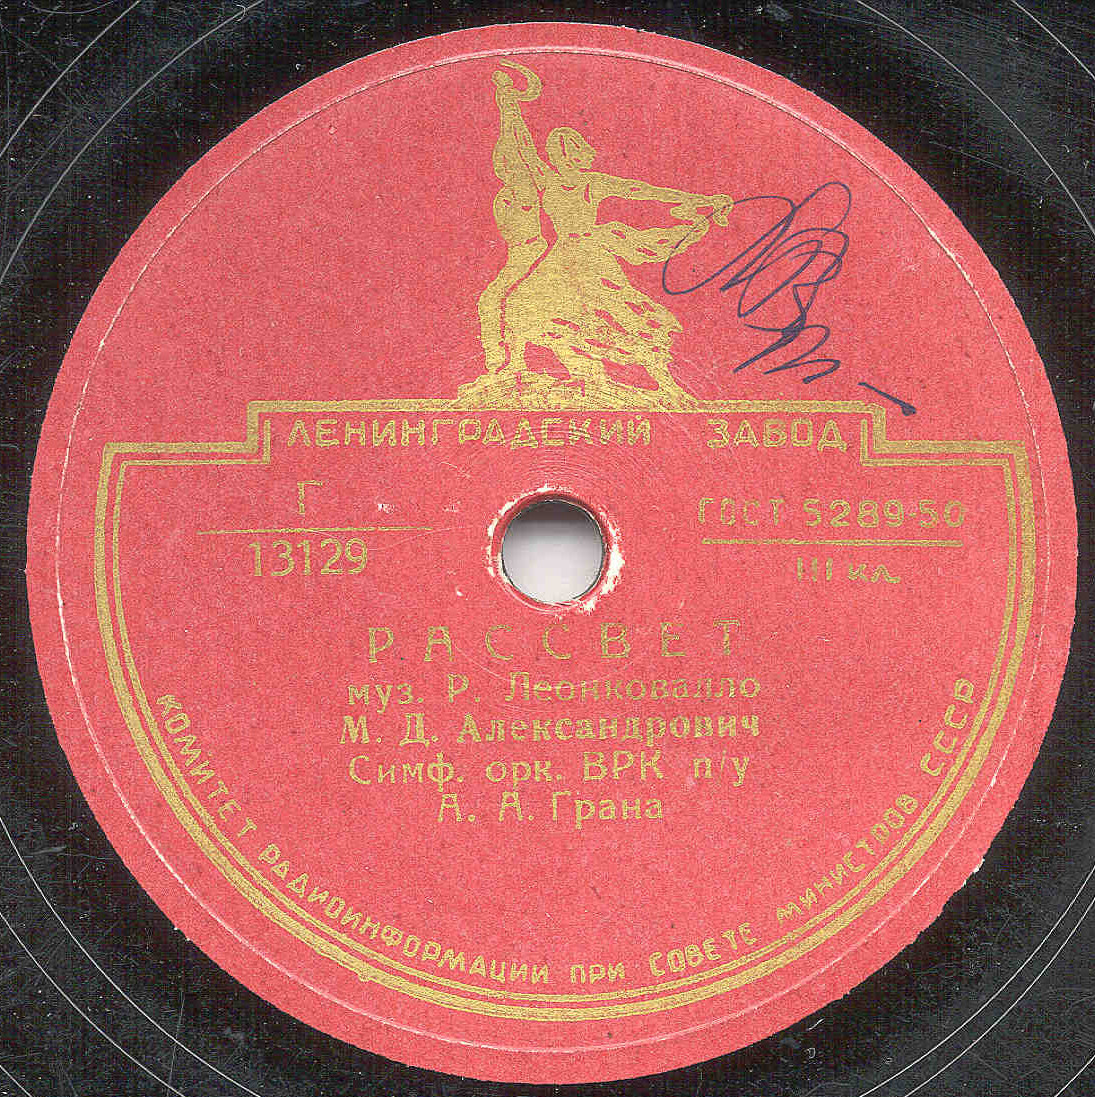 ЛЕНИНГРАДСКИЙ ЗАВОД
Г
13129
ГОСТ 5289-50
III кл.
РАССВЕТ
муз. Р. Леонковалло
М. Д. Александрович
Симф. орк. ВРК п/у
А. А. Грана
КОМИТЕТ РАДИОИНФОРМАЦИИ ПРИ СОВЕТЕ МИНИСТРОВ СССР